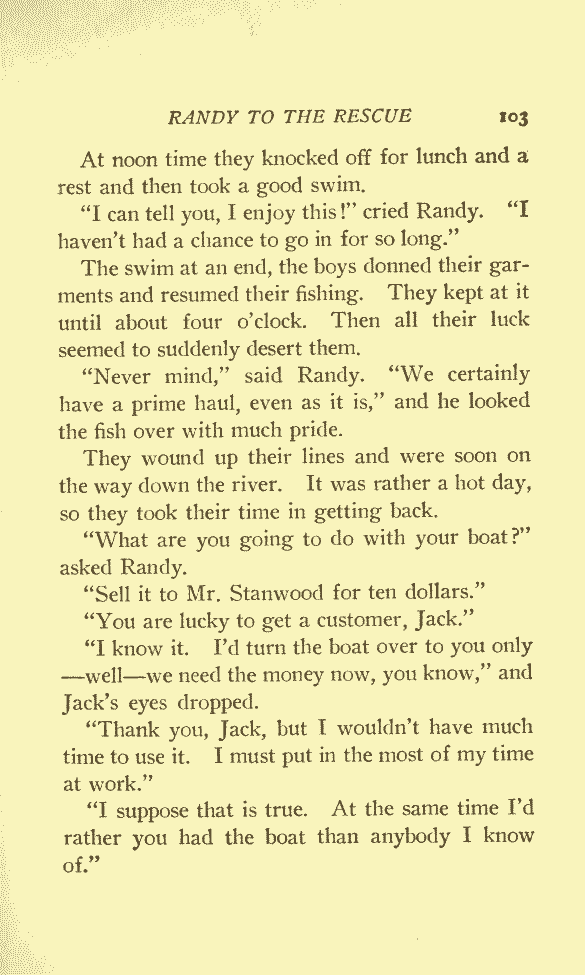 RANDY TO THE RESCUE 103
At noon time they knocked off for lunch and a
rest and then took a good swim.
“I can tell you, I enjoy this!” cried Randy. “I
haven’t had a chance to go in for so long.”
The swim at an end, the boys donned their gar-
ments and resumed their fishing. They kept at it
until about four o’clock. Then all their luck
seemed to suddenly desert them.
“Never mind,” said Randy. “We certainly
have a prime haul, even as it is,” and he looked
the fish over with much pride.
They wound up their lines and were soon on
the way down the river. It was rather a hot day,
so they took their time in getting back.
“What are you going to do with your boat?”
asked Randy.
“Sell it to Mr. Stanwood for ten dollars.”
“You are lucky to get a customer, Jack.”
“I know it. I’d turn the boat over to you only
—well—we need the money now, you know,” and
Jack’s eyes dropped.
“Thank you, Jack, but I wouldn’t have much
time to use it. I must put in the most of my time
at work.”
“I suppose that is true. At the same time I’d
rather you had the boat than anybody I know
of.”